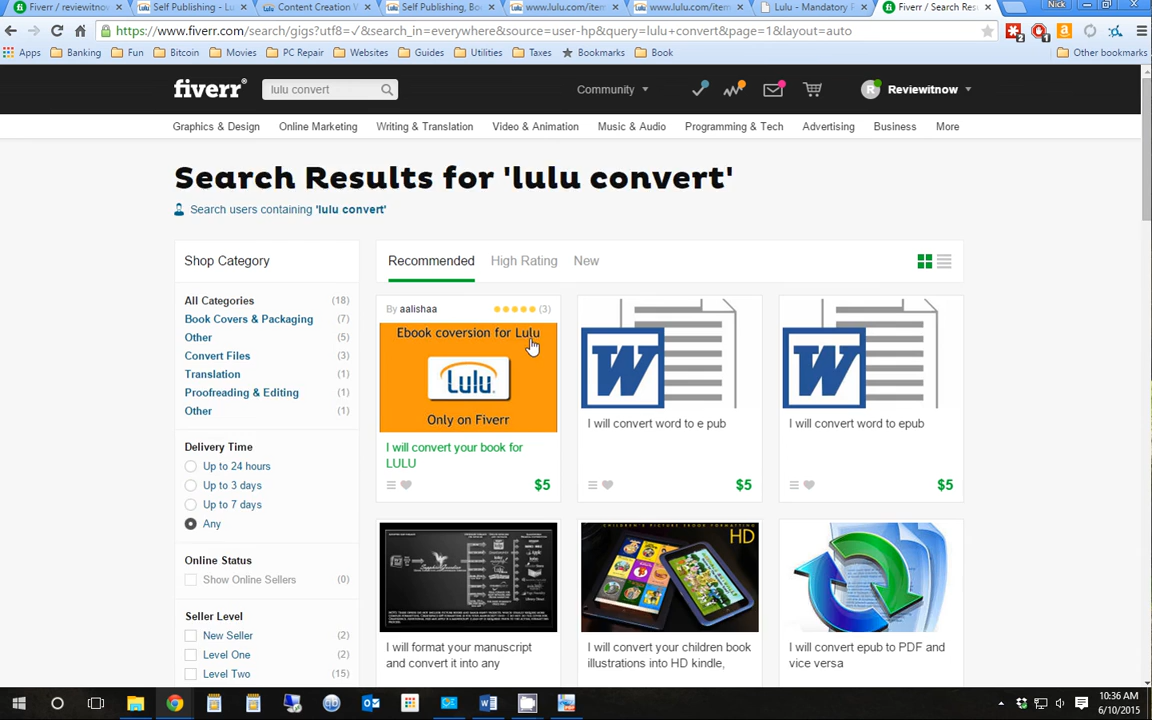 Fiverr / reviewitnow
Self Publishing - Lu
Content Creation W
Self Publishing, Boo
www.lulu.com/item
www.lulu.com/item
Lulu - Mandatory F
Fiverr / Search Resu
Nick
https://www.fiverr.com/search/gigs?utf8=✓&search_in=everywhere&source=user-hp&query=lulu+convert&page=1&layout=auto
Apps
Banking
Fun
Bitcoin
Movies
PC Repair
Websites
Guides
Utilities
Taxes
Bookmarks
Book
Other bookmarks
fiverr®
lulu convert
Community
R
Reviewitnow
Graphics & Design
Online Marketing
Writing & Translation
Video & Animation
Music & Audio
Programming & Tech
Advertising
Business
More
Search Results for 'lulu convert'
Search users containing 'lulu convert'
Shop Category
All Categories (18)
Book Covers & Packaging (7)
Other (5)
Convert Files (3)
Translation (1)
Proofreading & Editing (1)
Other (1)
Delivery Time
Up to 24 hours
Up to 3 days
Up to 7 days
Any
Online Status
Show Online Sellers (0)
Seller Level
New Seller (2)
Level One (2)
Level Two (15)
Recommended
High Rating
New
By aalishaa (3)
Ebook coversion for Lulu
Lulu
Only on Fiverr
I will convert your book for
LULU
$5
W
I will convert word to e pub
$5
W
I will convert word to epub
$5
I will format your manuscript
and convert it into any
CHILDREN'S PICTURE EBOOK FORMATTING
HD
I will convert your children book
illustrations into HD kindle,
I will convert epub to PDF and
vice versa
10:36 AM
6/10/2015